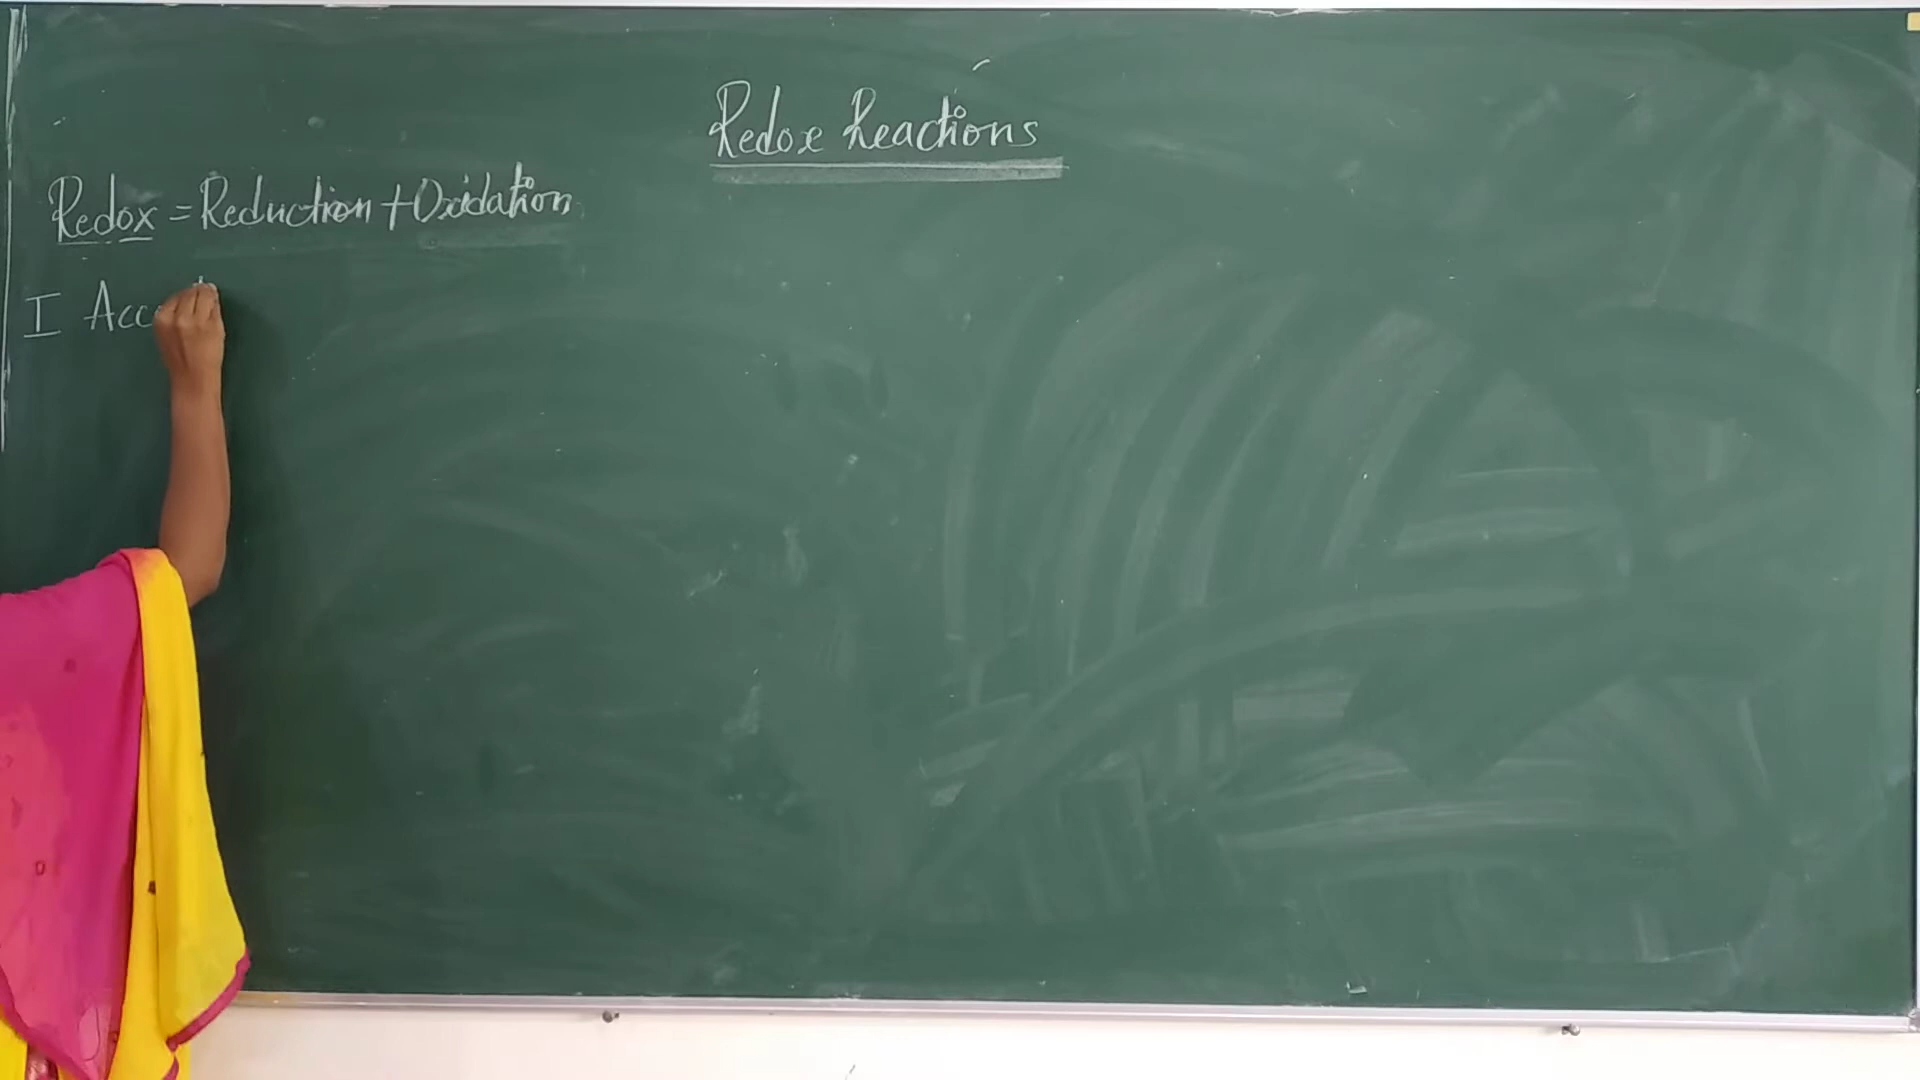 Redox Reactions
Redox = Reduction + Oxidation
I Acc